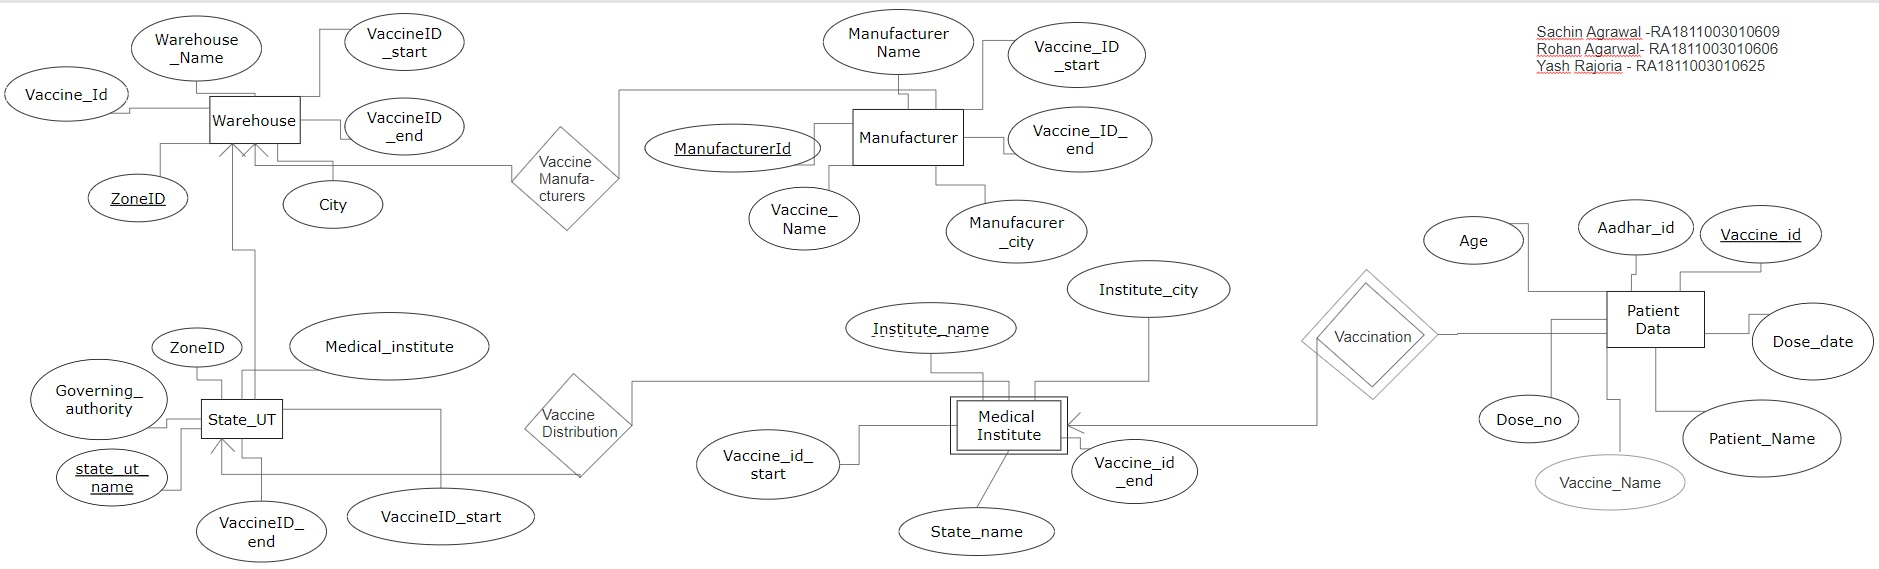 Sachin Agrawal -RA1811003010609
Rohan Agarwal- RA1811003010606
Yash Rajoria - RA1811003010625
Warehouse
_Name
VaccineID
_start
Vaccine_Id
Warehouse
VaccineID
_end
ZoneID
City
Vaccine
Manufa-
cturers
Manufacturer
Name
Vaccine_ID
_start
ManufacturerId
Manufacturer
Vaccine_ID_
end
Vaccine_
Name
Manufacurer
_city
Age
Aadhar_id
Vaccine_id
Patient
Data
Dose_date
Vaccination
Dose_no
Patient_Name
Vaccine_Name
Institute_city
Institute_name
Medical
Institute
Vaccine_id_
start
Vaccine_id
_end
State_name
Vaccine
Distribution
ZoneID
Medical_institute
Governing_
authority
State_UT
state_ut_
name
VaccineID_
end
VaccineID_start